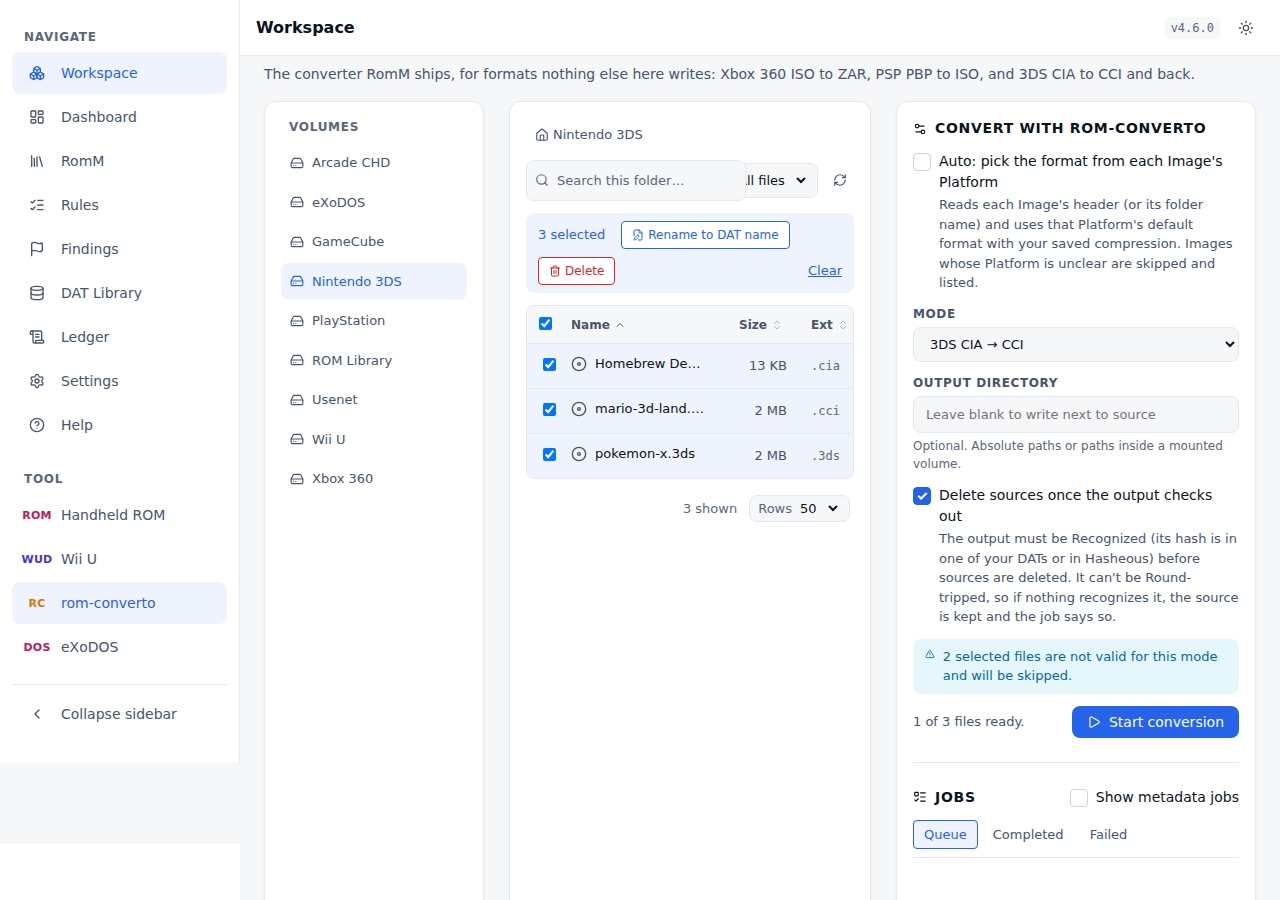 NAVIGATE
Workspace
Dashboard
RomM
Rules
Findings
DAT Library
Ledger
Settings
Help
TOOL
ROM Handheld ROM
WUD Wii U
RC rom-converto
DOS eXoDOS
Collapse sidebar
Workspace
v4.6.0
The converter RomM ships, for formats nothing else here writes: Xbox 360 ISO to ZAR, PSP PBP to ISO, and 3DS CIA to CCI and back.
VOLUMES
Arcade CHD
eXoDOS
GameCube
Nintendo 3DS
PlayStation
ROM Library
Usenet
Wii U
Xbox 360
Nintendo 3DS
Search this folder…
ll files
3 selected
Rename to DAT name
Delete
Clear
Name Size Ext
Homebrew De… 13 KB .cia
mario-3d-land.… 2 MB .cci
pokemon-x.3ds 2 MB .3ds
3 shown Rows 50
CONVERT WITH ROM-CONVERTO
Auto: pick the format from each Image's
Platform
Reads each Image's header (or its folder
name) and uses that Platform's default
format with your saved compression. Images
whose Platform is unclear are skipped and
listed.
MODE
3DS CIA → CCI
OUTPUT DIRECTORY
Leave blank to write next to source
Optional. Absolute paths or paths inside a mounted
volume.
Delete sources once the output checks
out
The output must be Recognized (its hash is in
one of your DATs or in Hasheous) before
sources are deleted. It can't be Round-
tripped, so if nothing recognizes it, the source
is kept and the job says so.
2 selected files are not valid for this mode
and will be skipped.
1 of 3 files ready.
Start conversion
JOBS
Show metadata jobs
Queue Completed Failed